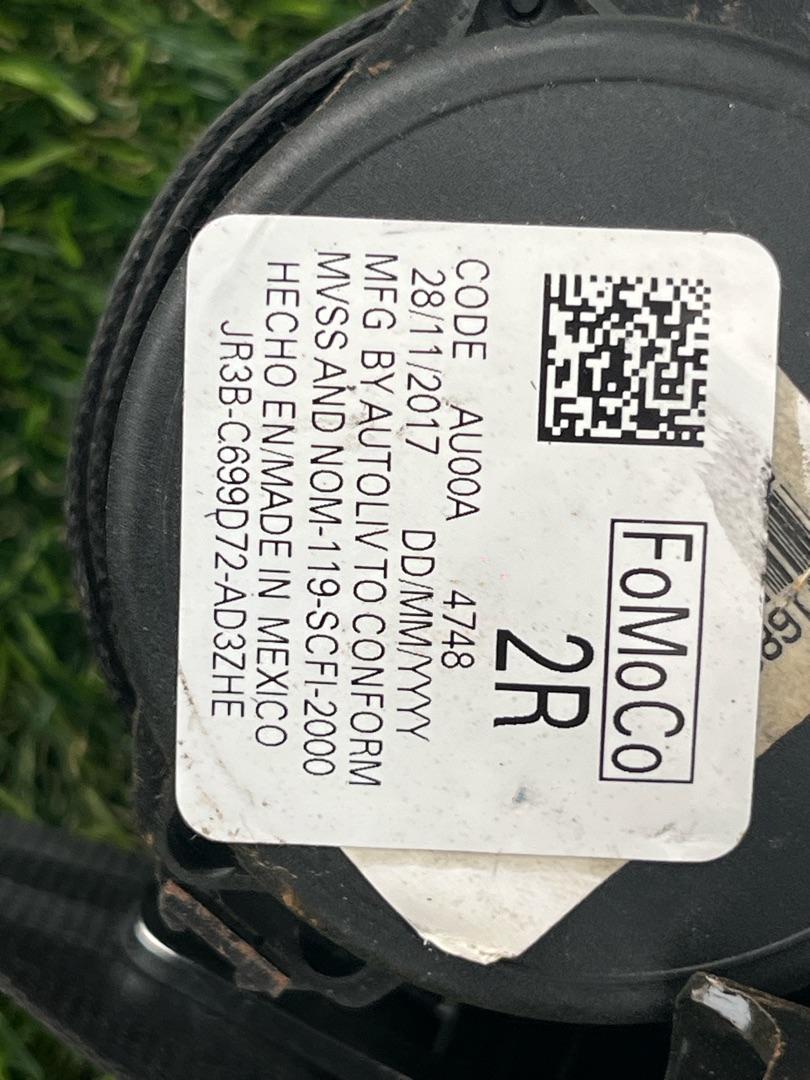 FoMoCo
2R
CODE AU00A 4748
28/11/2017 DD/MM/YYYY
MFG BY AUTOLIV TO CONFORM
MVSS AND NOM-119-SCFI-2000
HECHO EN/MADE IN MEXICO
JR3B-C699D72-AD3ZHE